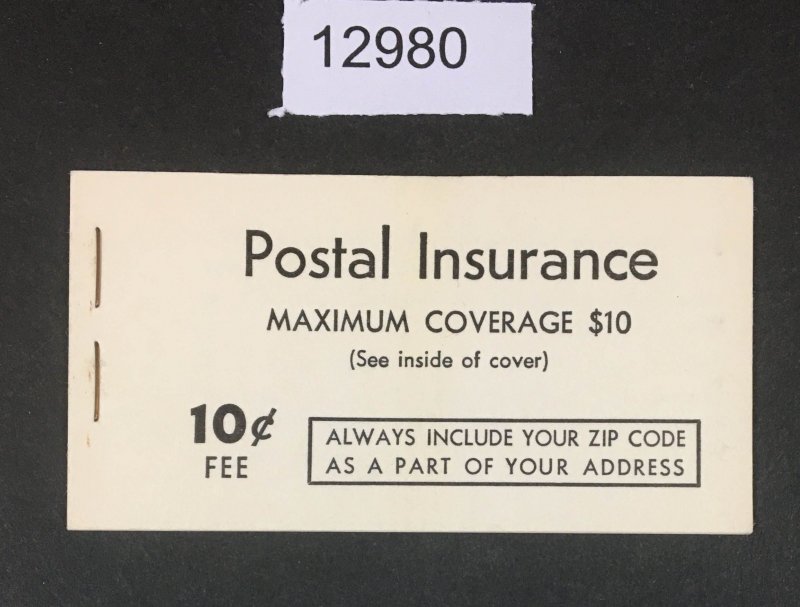 12980
Postal Insurance
MAXIMUM COVERAGE $10
(See inside of cover)
10¢
FEE
ALWAYS INCLUDE YOUR ZIP CODE
AS A PART OF YOUR ADDRESS